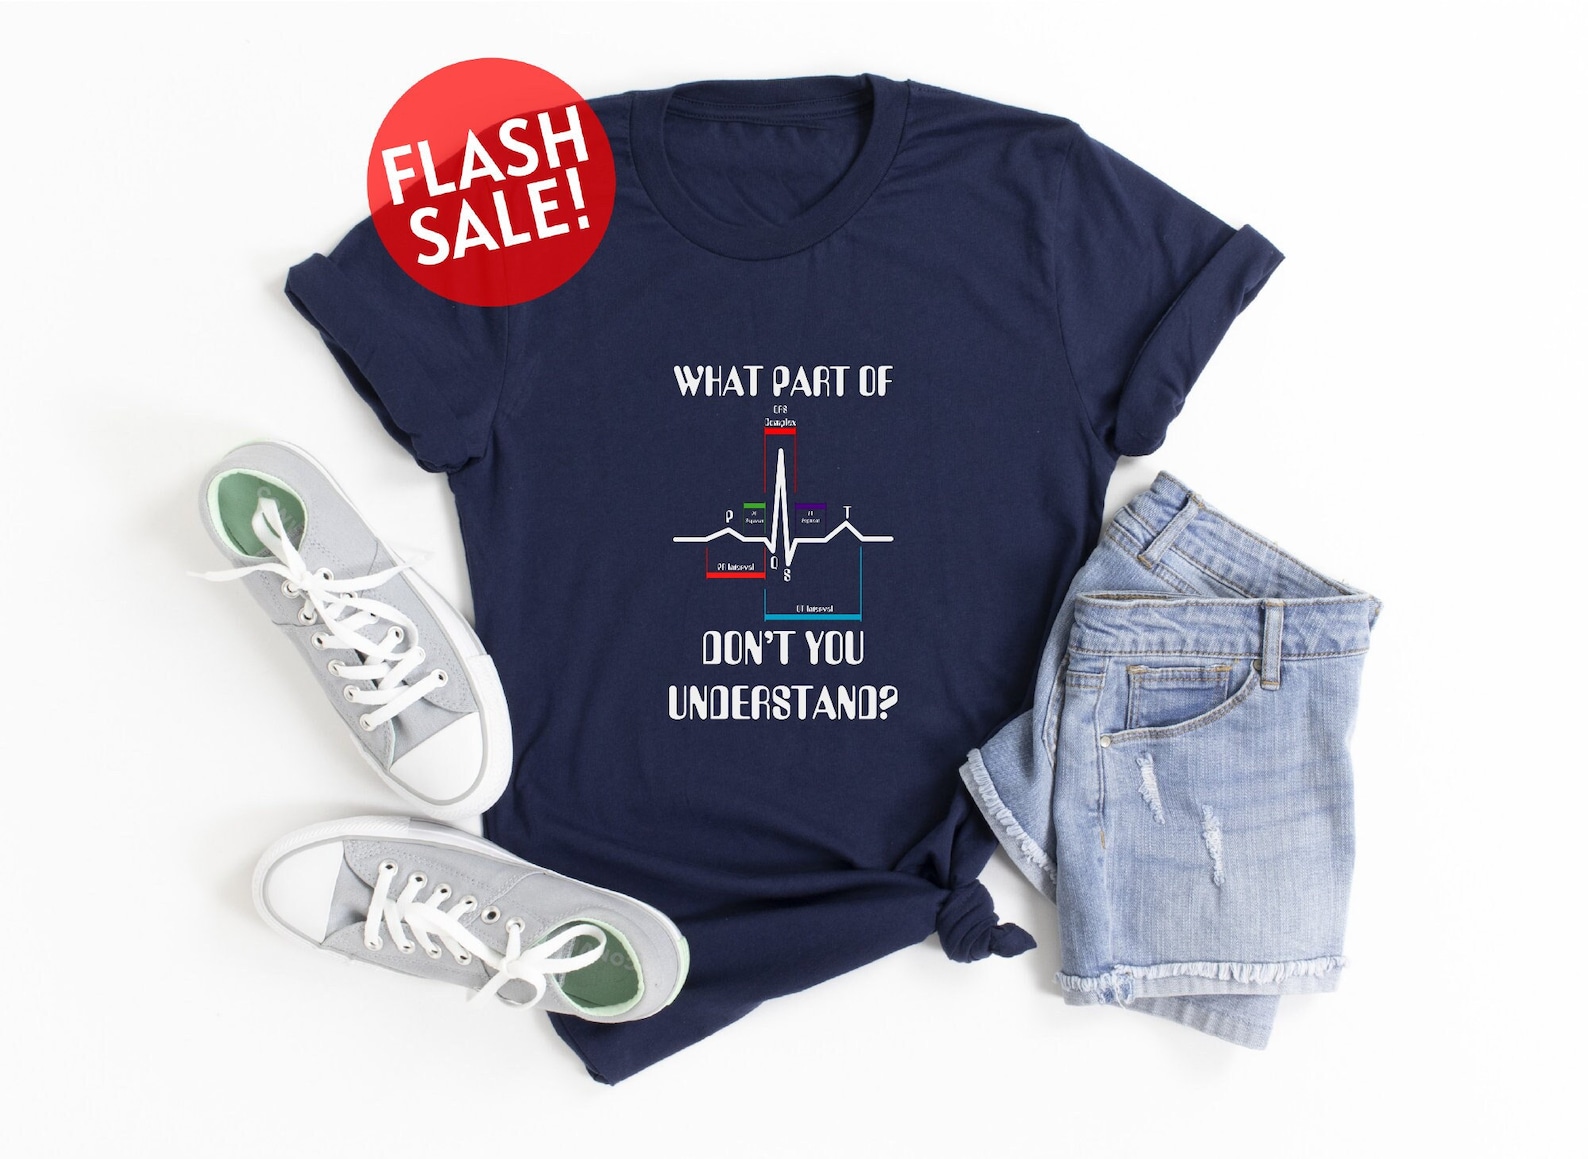 FLASH
SALE!
WHAT PART OF
QRS
Complex
P
T
PR Interval
Q
S
QT Interval
DON'T YOU
UNDERSTAND?